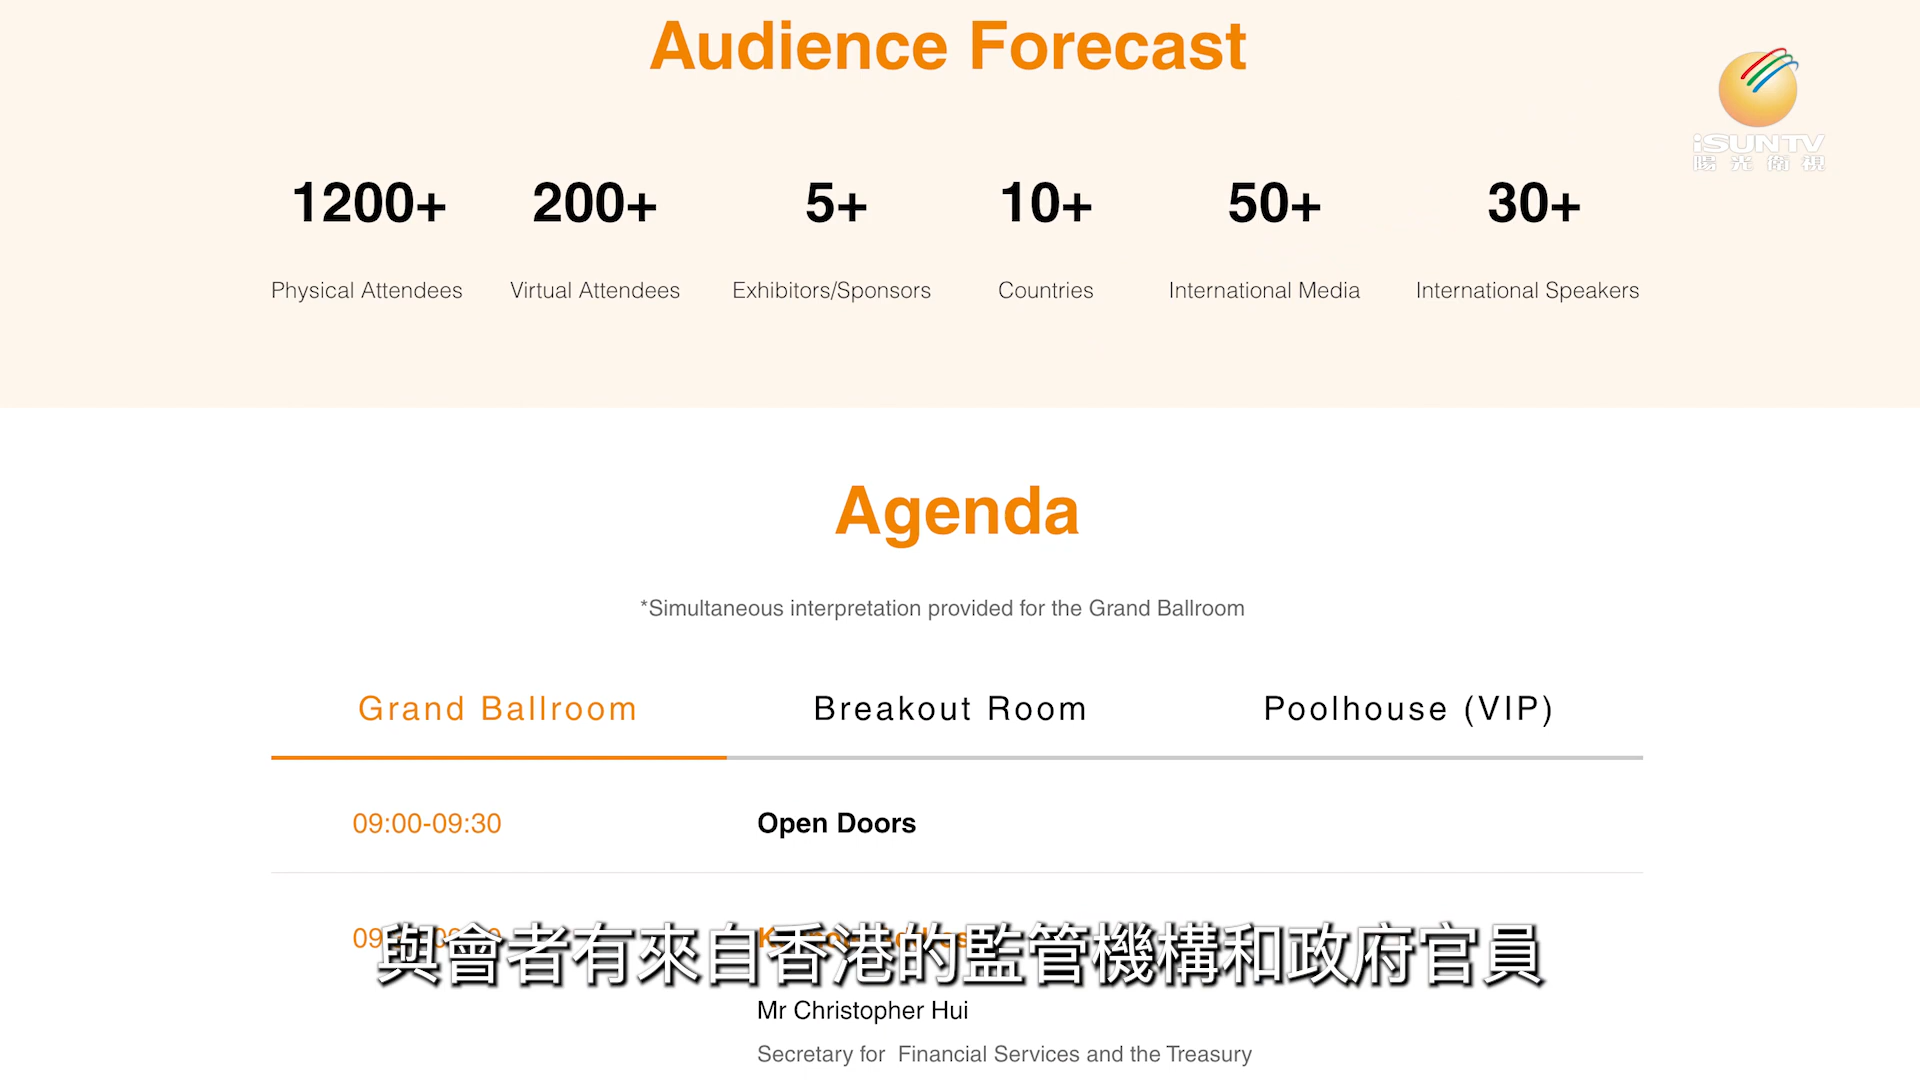 Audience Forecast
iSUNTV
陽光衛視
1200+ 200+ 5+ 10+ 50+ 30+
Physical Attendees Virtual Attendees Exhibitors/Sponsors Countries International Media International Speakers
Agenda
*Simultaneous interpretation provided for the Grand Ballroom
Grand Ballroom Breakout Room Poolhouse (VIP)
09:00-09:30 Open Doors
與會者有來自香港的監管機構和政府官員
Mr Christopher Hui
Secretary for Financial Services and the Treasury